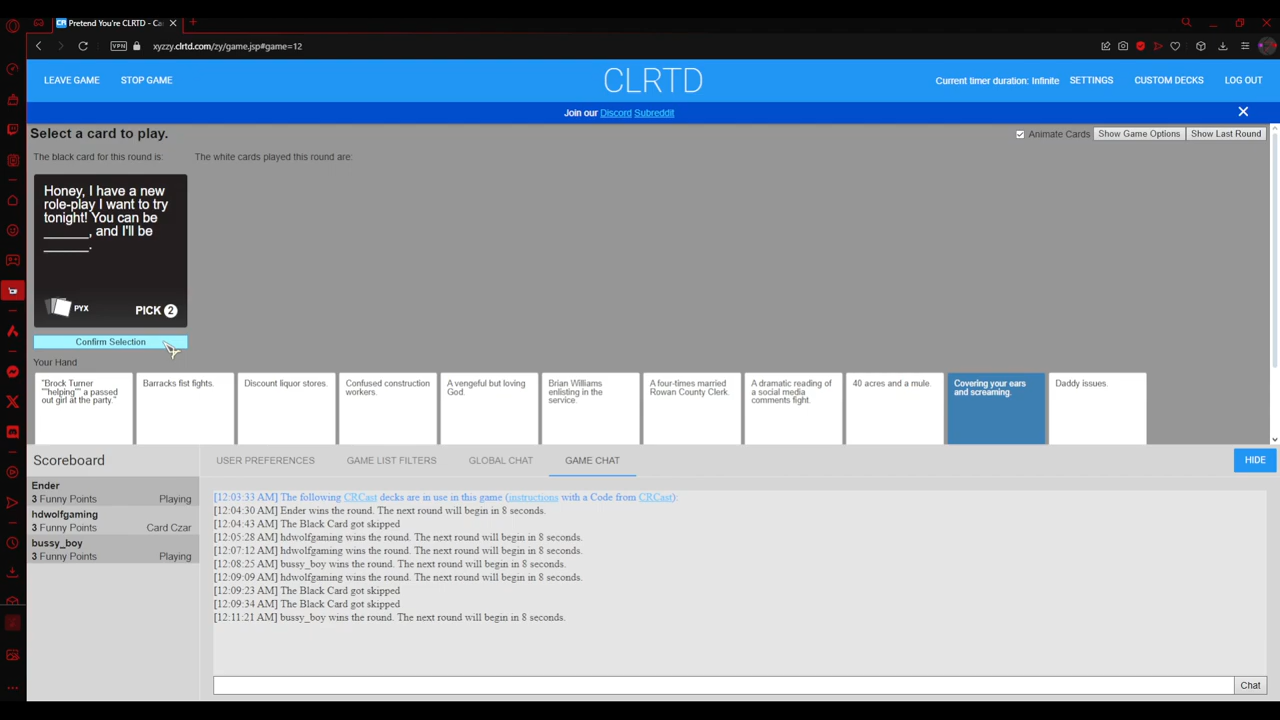 Pretend You're CLRTD - Ca
xyzzy.clrtd.com/zy/game.jsp#game=12
VPN
LEAVE GAME
STOP GAME
CLRTD
Current timer duration: Infinite
SETTINGS
CUSTOM DECKS
LOG OUT
Join our Discord Subreddit
Select a card to play.
Animate Cards
Show Game Options
Show Last Round
The black card for this round is:
The white cards played this round are:
Honey, I have a new
role-play I want to try
tonight! You can be
______, and I'll be
______.
PYX
PICK 2
Confirm Selection
Your Hand
"Brock Turner
""helping"" a passed
out girl at the party."
Barracks fist fights.
Discount liquor stores.
Confused construction
workers.
A vengeful but loving
God.
Brian Williams
enlisting in the
service.
A four-times married
Rowan County Clerk.
A dramatic reading of
a social media
comments fight.
40 acres and a mule.
Covering your ears
and screaming.
Daddy issues.
Scoreboard
USER PREFERENCES
GAME LIST FILTERS
GLOBAL CHAT
GAME CHAT
HIDE
Ender
3 Funny Points
Playing
hdwolfgaming
3 Funny Points
Card Czar
bussy_boy
3 Funny Points
Playing
[12:03:33 AM] The following CRCast decks are in use in this game (instructions with a Code from CRCast):
[12:04:30 AM] Ender wins the round. The next round will begin in 8 seconds.
[12:04:43 AM] The Black Card got skipped
[12:05:28 AM] hdwolfgaming wins the round. The next round will begin in 8 seconds.
[12:07:12 AM] hdwolfgaming wins the round. The next round will begin in 8 seconds.
[12:08:25 AM] bussy_boy wins the round. The next round will begin in 8 seconds.
[12:09:09 AM] hdwolfgaming wins the round. The next round will begin in 8 seconds.
[12:09:23 AM] The Black Card got skipped
[12:09:34 AM] The Black Card got skipped
[12:11:21 AM] bussy_boy wins the round. The next round will begin in 8 seconds.
Chat